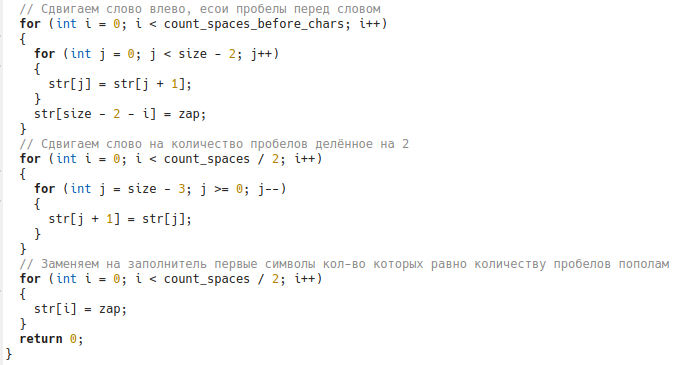 // Сдвигаем слово влево, есои пробелы перед словом
for (int i = 0; i < count_spaces_before_chars; i++)
{
for (int j = 0; j < size - 2; j++)
{
str[j] = str[j + 1];
}
str[size - 2 - i] = zap;
}
// Сдвигаем слово на количество пробелов делённое на 2
for (int i = 0; i < count_spaces / 2; i++)
{
for (int j = size - 3; j >= 0; j--)
{
str[j + 1] = str[j];
}
}
// Заменяем на заполнитель первые символы кол-во которых равно количеству пробелов пополам
for (int i = 0; i < count_spaces / 2; i++)
{
str[i] = zap;
}
return 0;
}